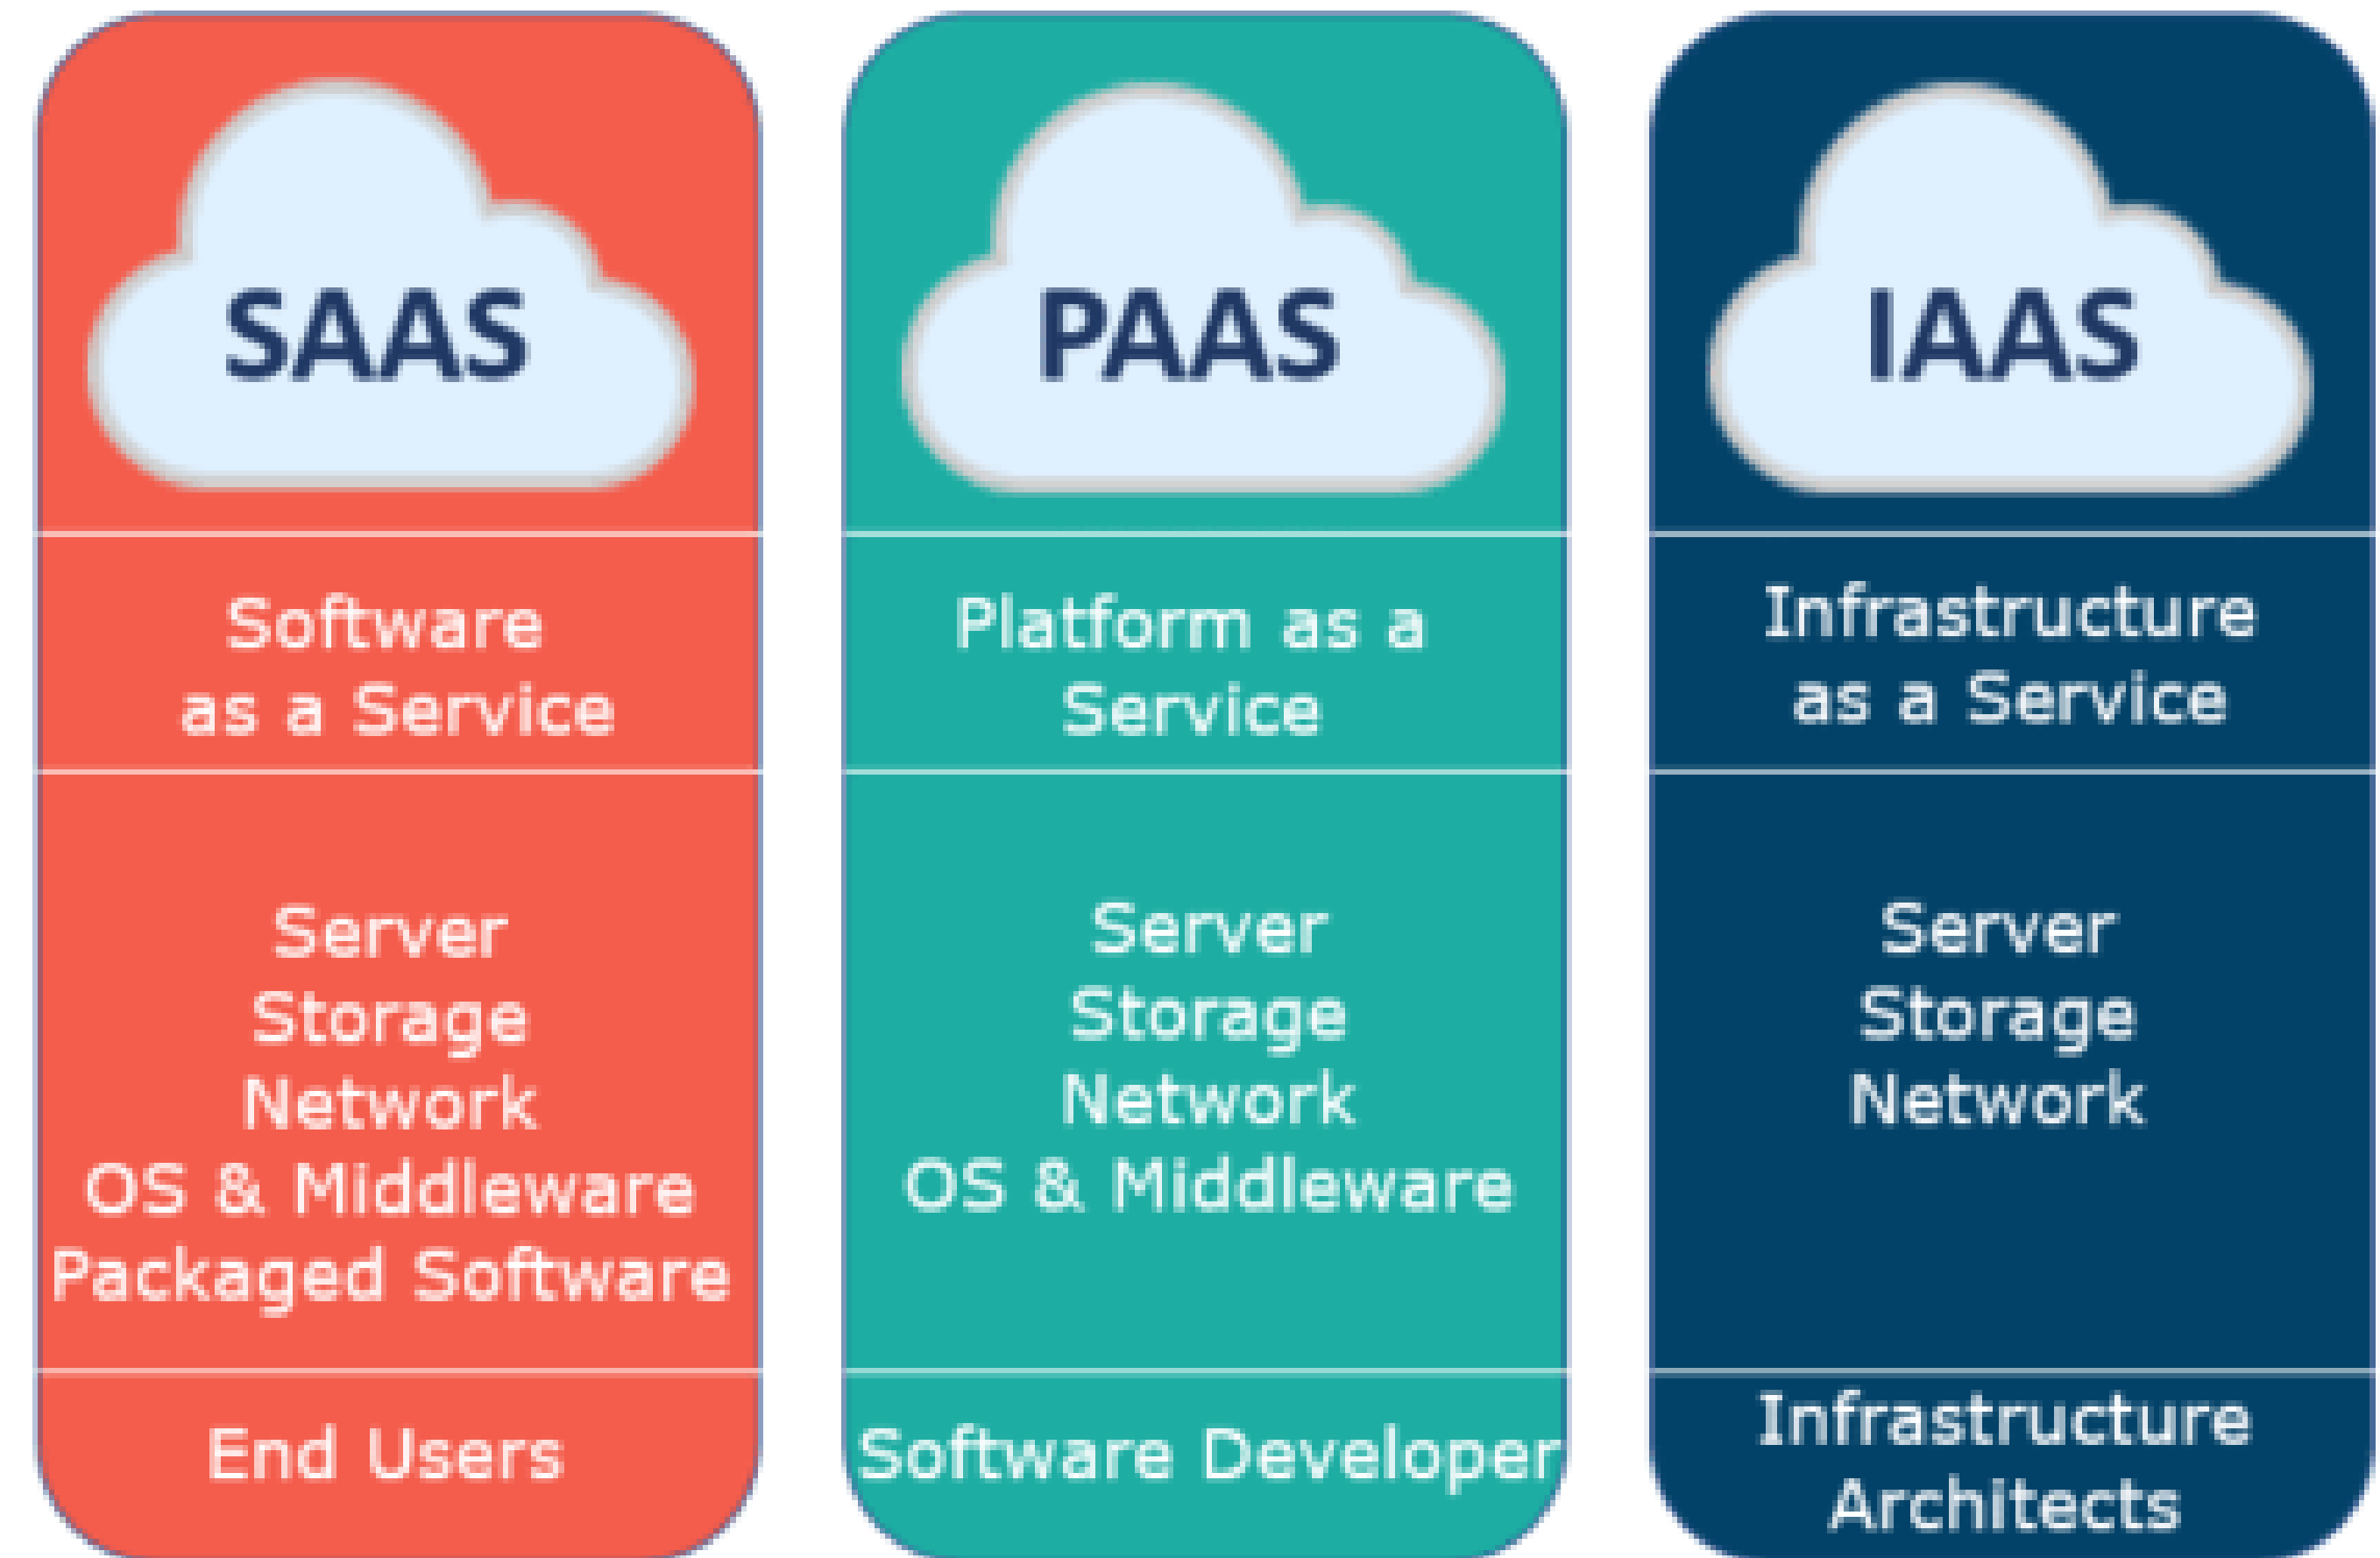 SAAS
Software
as a Service
Server
Storage
Network
OS & Middleware
Packaged Software
End Users
PAAS
Platform as a
Service
Server
Storage
Network
OS & Middleware
Software Developer
IAAS
Infrastructure
as a Service
Server
Storage
Network
Infrastructure
Architects